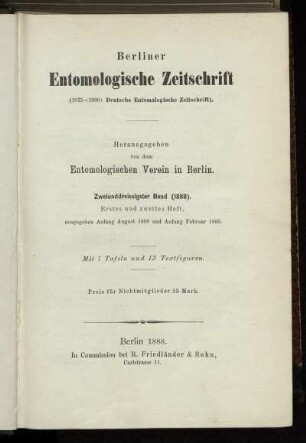 Berliner
Entomologische Zeitschrift
(1875—1880: Deutsche Entomologische Zeitschrift).
Herausgegeben
von dem
Entomologischen Verein in Berlin.
Zweiunddreissigster Band (1888).
Erstes und zweites Heft,
ausgegeben Anfang August 1888 und Anfang Februar
Mit 7 Tafeln und 13 Textfiguren.
Preis für Nichtmitglieder 25 Mark.
Berlin 1888.
In Commission bei R. Friedländer & Sohn,
Carlstrasse 11.